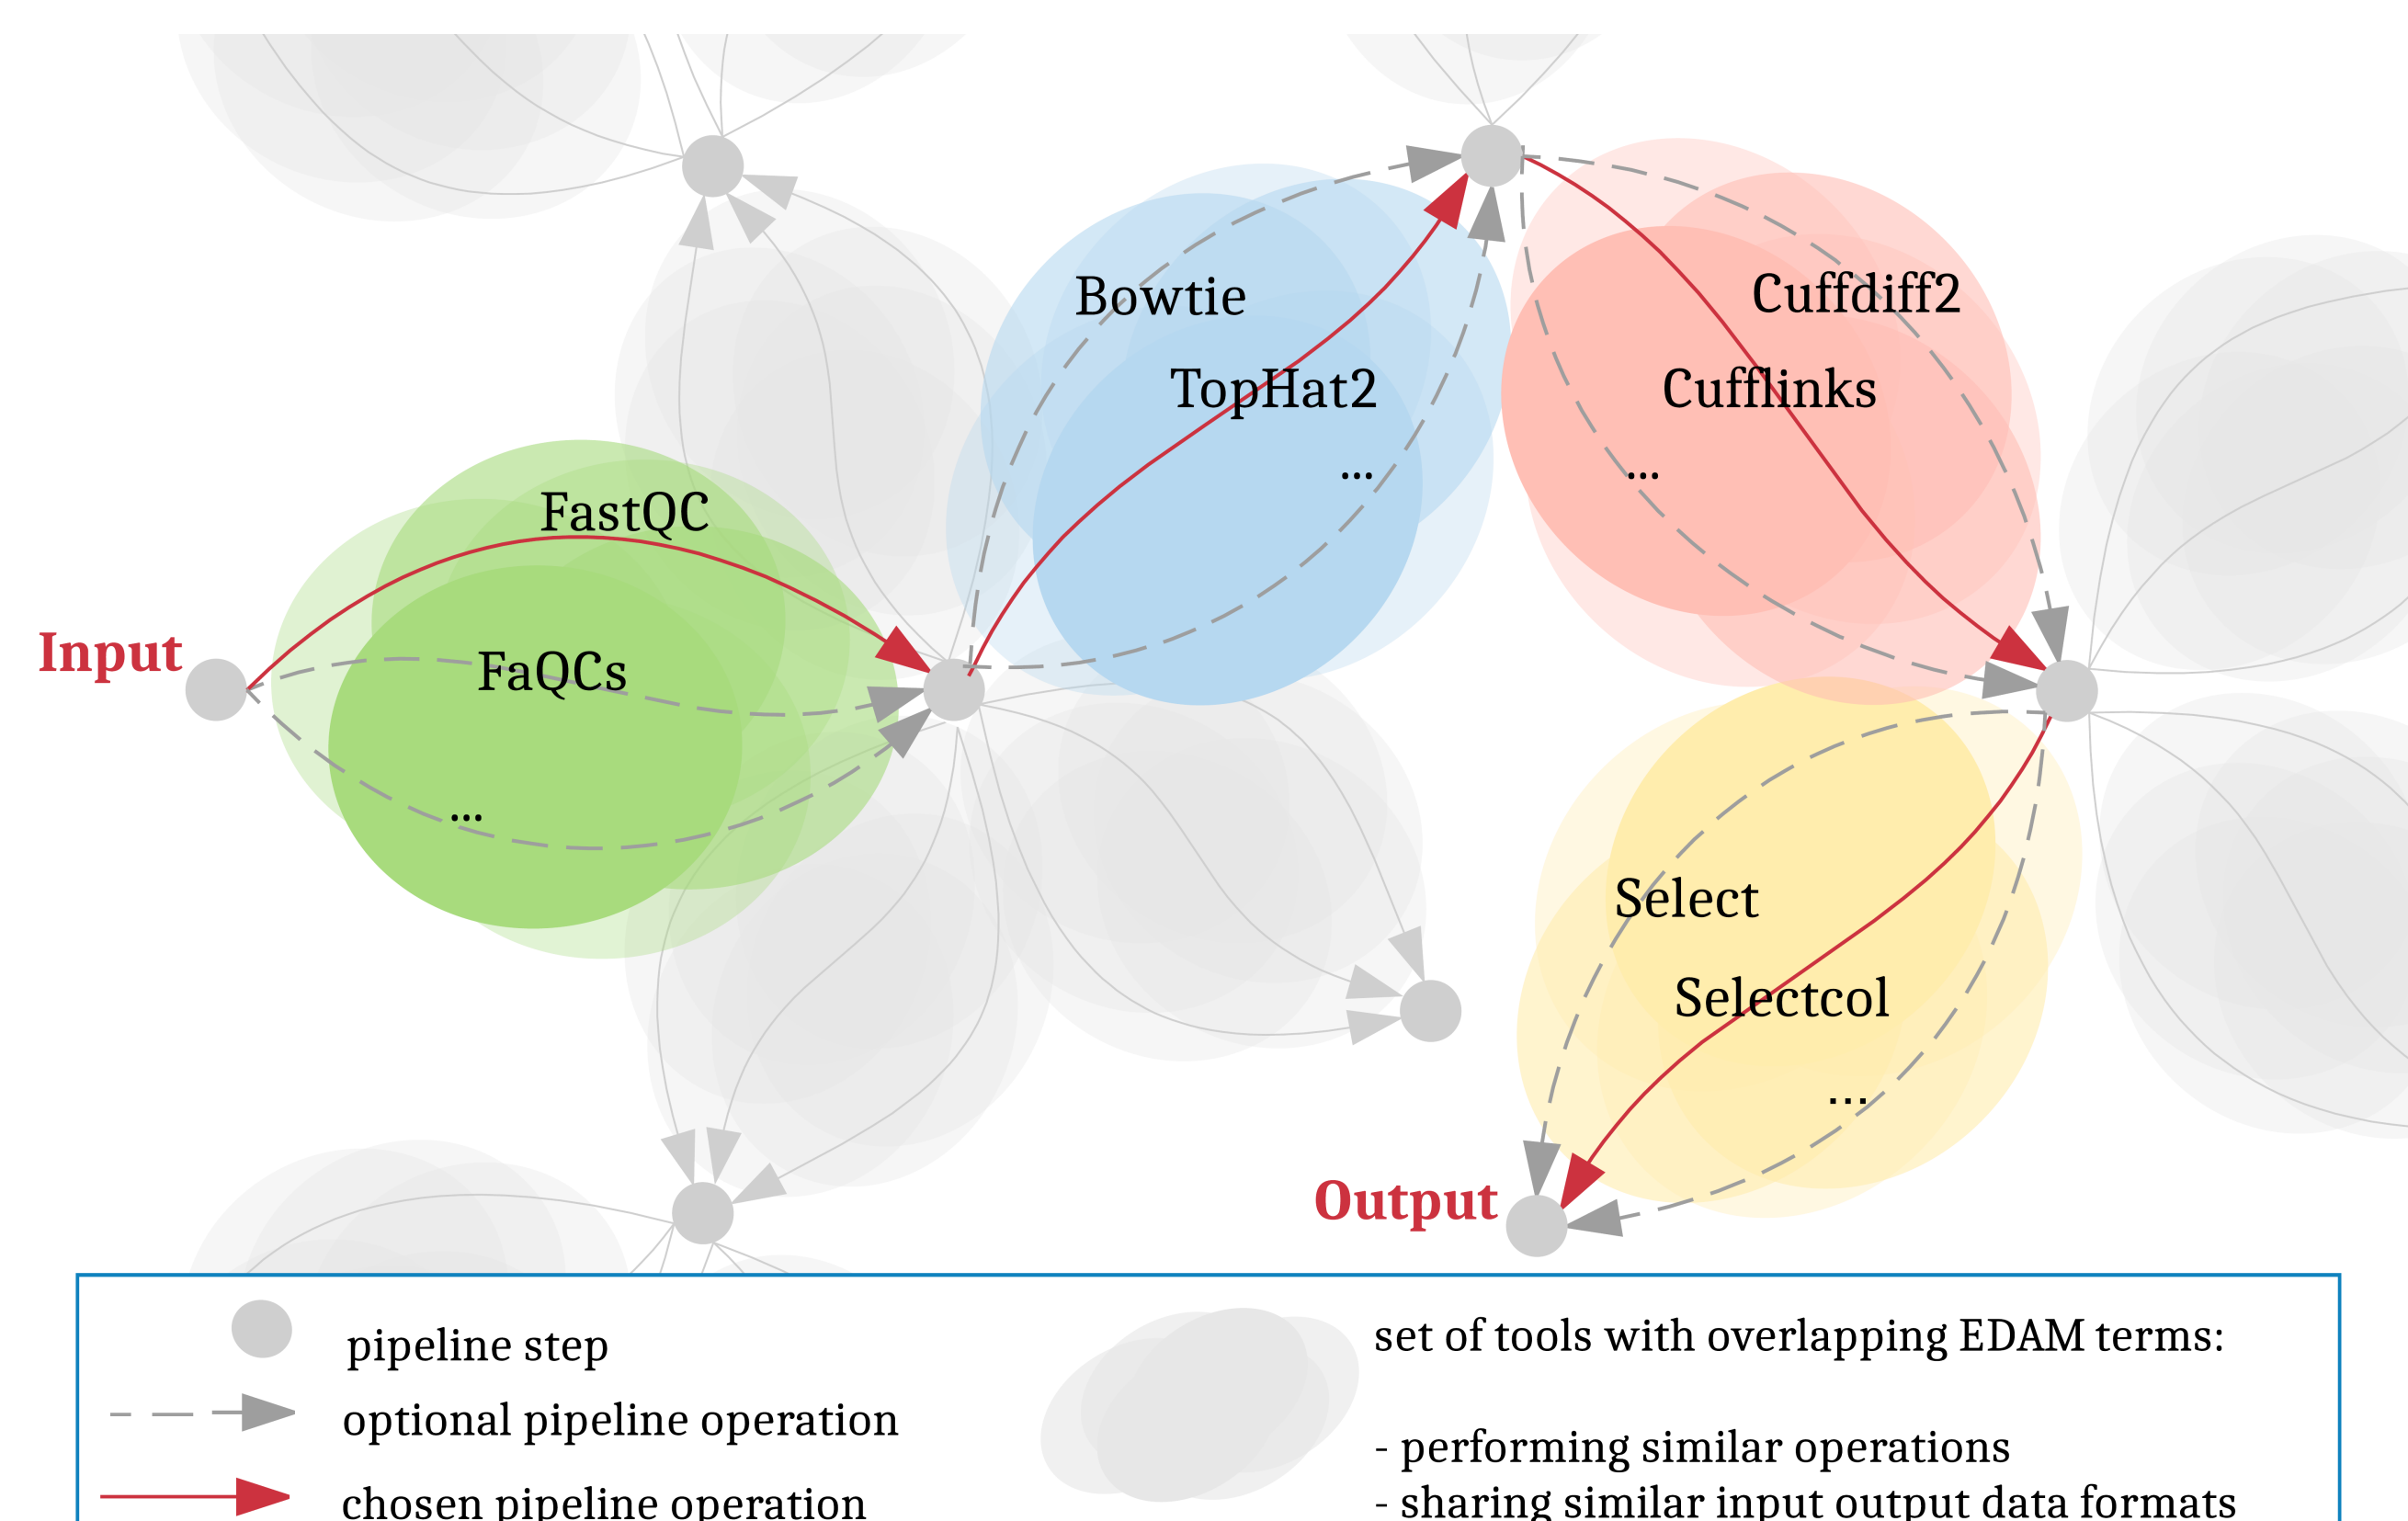 Bowtie
TopHat2
...
Cuffdiff2
Cufflinks
...
FastQC
FaQCs
...
Input
Select
Selectcol
...
Output
pipeline step
optional pipeline operation
chosen pipeline operation
set of tools with overlapping EDAM terms:
- performing similar operations
- sharing similar input output data formats